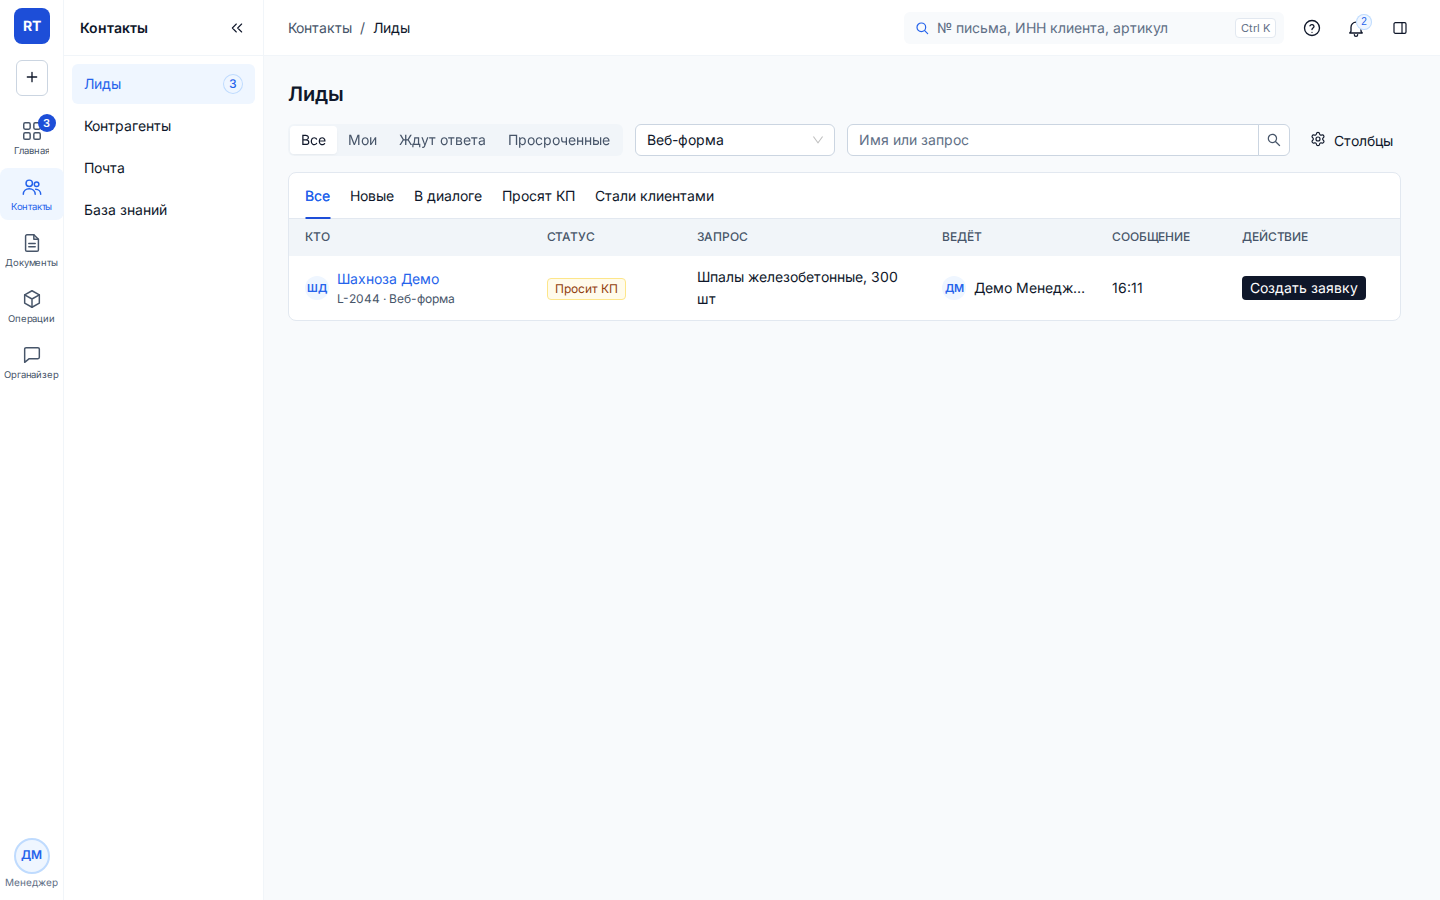 RT
Контакты
Контакты / Лиды
№ письма, ИНН клиента, артикул
Ctrl K
2
Лиды
3
Контрагенты
Почта
База знаний
3
Главная
Контакты
Документы
Операции
Органайзер
ДМ
Менеджер
Лиды
Все
Мои
Ждут ответа
Просроченные
Веб-форма
Имя или запрос
Столбцы
Все
Новые
В диалоге
Просят КП
Стали клиентами
КТО
СТАТУС
ЗАПРОС
ВЕДЁТ
СООБЩЕНИЕ
ДЕЙСТВИЕ
ШД
Шахноза Демо
L-2044 · Веб-форма
Просит КП
Шпалы железобетонные, 300
шт
ДМ
Демо Менедж...
16:11
Создать заявку